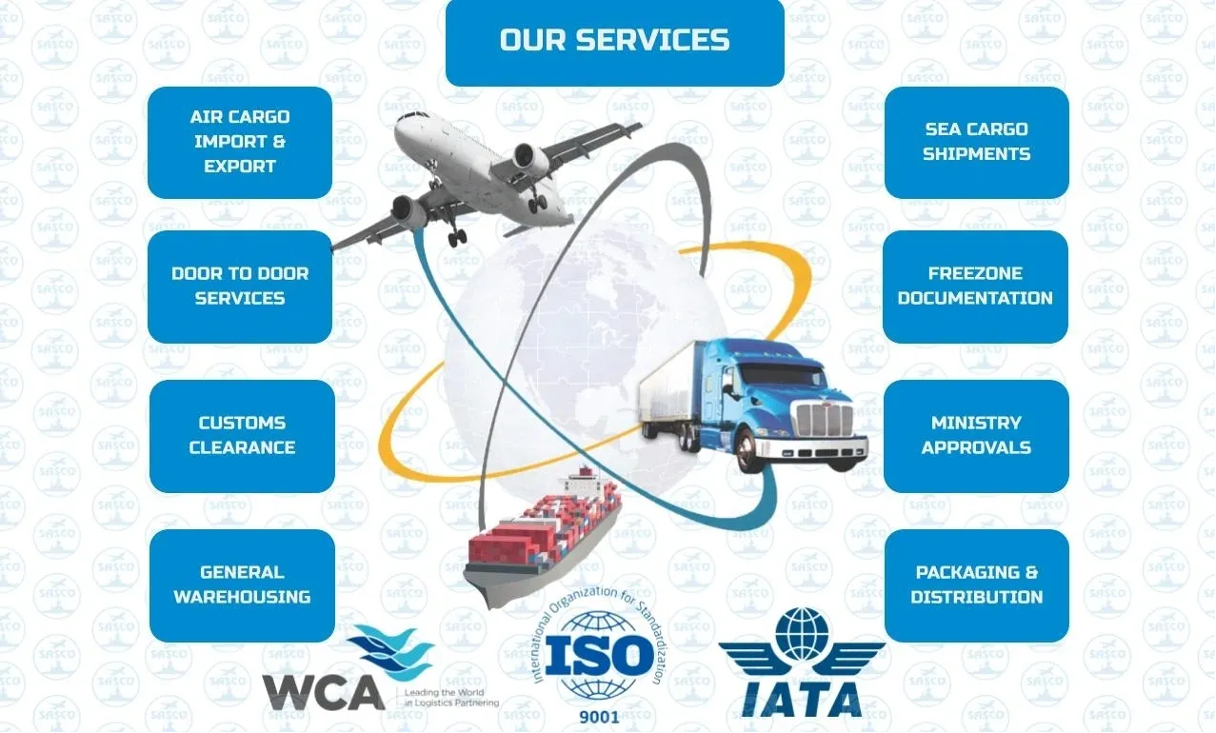 OUR SERVICES
AIR CARGO
IMPORT &
EXPORT
SEA CARGO
SHIPMENTS
DOOR TO DOOR
SERVICES
FREEZONE
DOCUMENTATION
CUSTOMS
CLEARANCE
MINISTRY
APPROVALS
GENERAL
WAREHOUSING
PACKAGING &
DISTRIBUTION
WCA
Leading the World
in Logistics Partnering
International Organization for Standardization
ISO
9001
IATA
SASCO